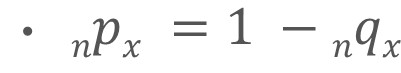 · ₙpₓ = 1 − ₙqₓ